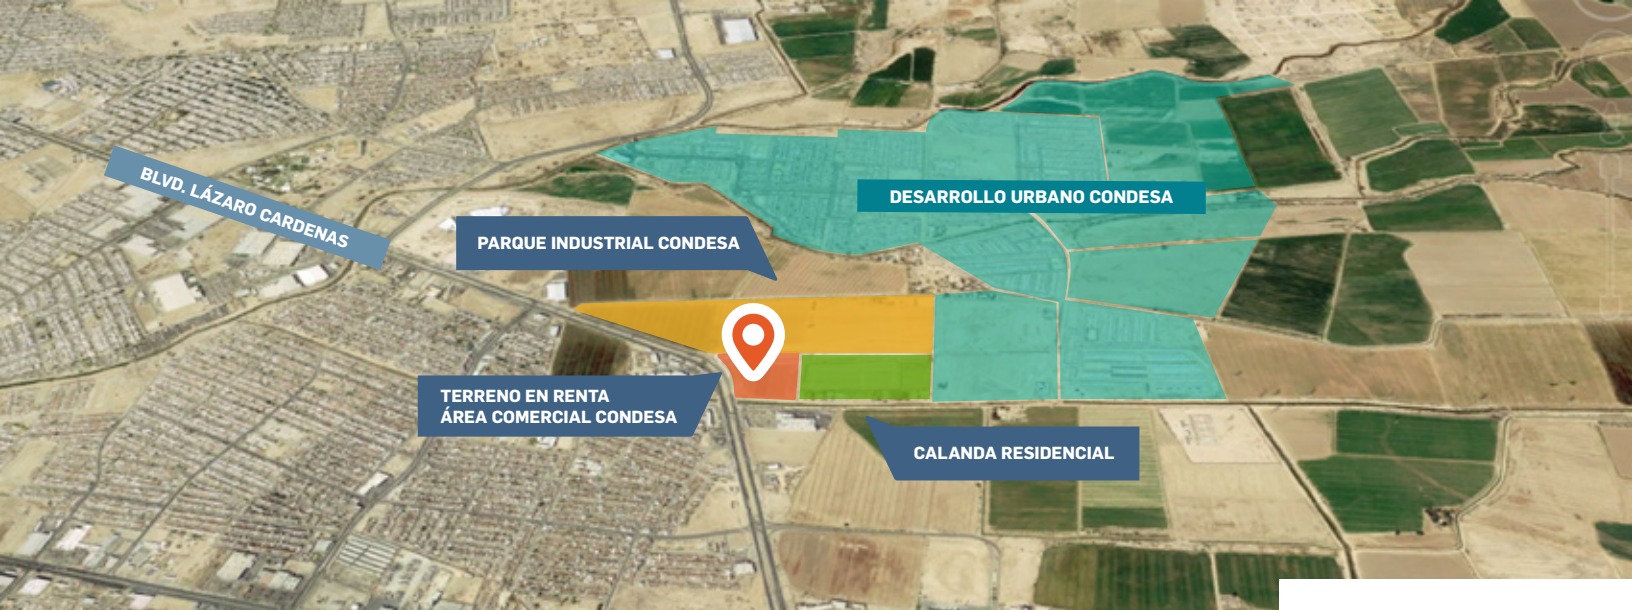 BLVD. LÁZARO CARDENAS
DESARROLLO URBANO CONDESA
PARQUE INDUSTRIAL CONDESA
TERRENO EN RENTA
ÁREA COMERCIAL CONDESA
CALANDA RESIDENCIAL